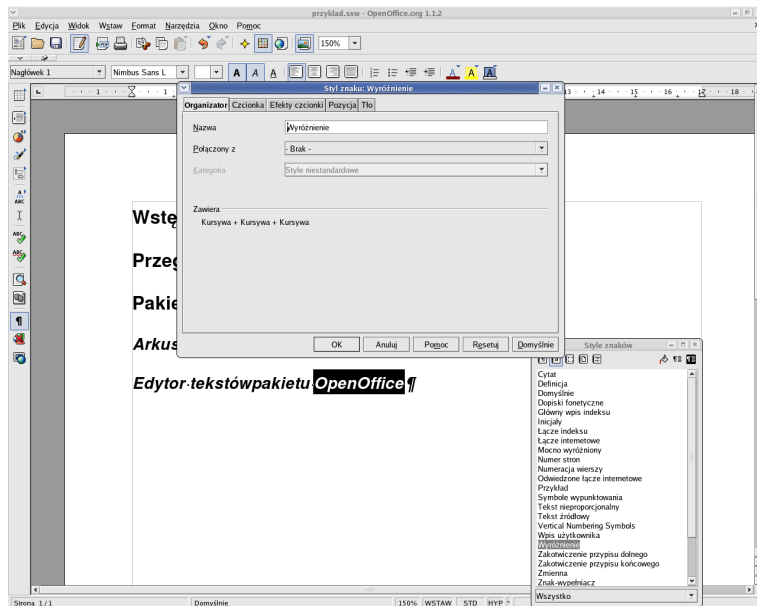 przyklad.sxw - OpenOffice.org 1.1.2
Plik Edycja Widok Wstaw Format Narzędzia Okno Pomoc
150%
Nagłówek 1 Nimbus Sans L A A A A A A
Styl znaku: Wyróżnienie
Organizator Czcionka Efekty czcionki Pozycja Tło
Nazwa Wyróżnienie
Połączony z - Brak -
Kategoria Style niestandardowe
Zawiera
Kursywa + Kursywa + Kursywa
OK Anuluj Pomoc Resetuj Domyślnie
Wstę
Przeg
Pakie
Arkus
Edytor·tekstówpakietu·OpenOffice¶
Style znaków
Cytat
Definicja
Domyślnie
Dopiski fonetyczne
Główny wpis indeksu
Inicjały
Łącze indeksu
Łącze internetowe
Mocno wyróżniony
Numer stron
Numeracja wierszy
Odwiedzone łącze internetowe
Przykład
Symbole wypunktowania
Tekst nieproporcjonalny
Tekst źródłowy
Vertical Numbering Symbols
Wpis użytkownika
Wyróżnienie
Zakotwiczenie przypisu dolnego
Zakotwiczenie przypisu końcowego
Zmienna
Znak-wypełniacz
Wszystko
Strona 1 / 1 Domyślnie 150% WSTAW STD HYP *